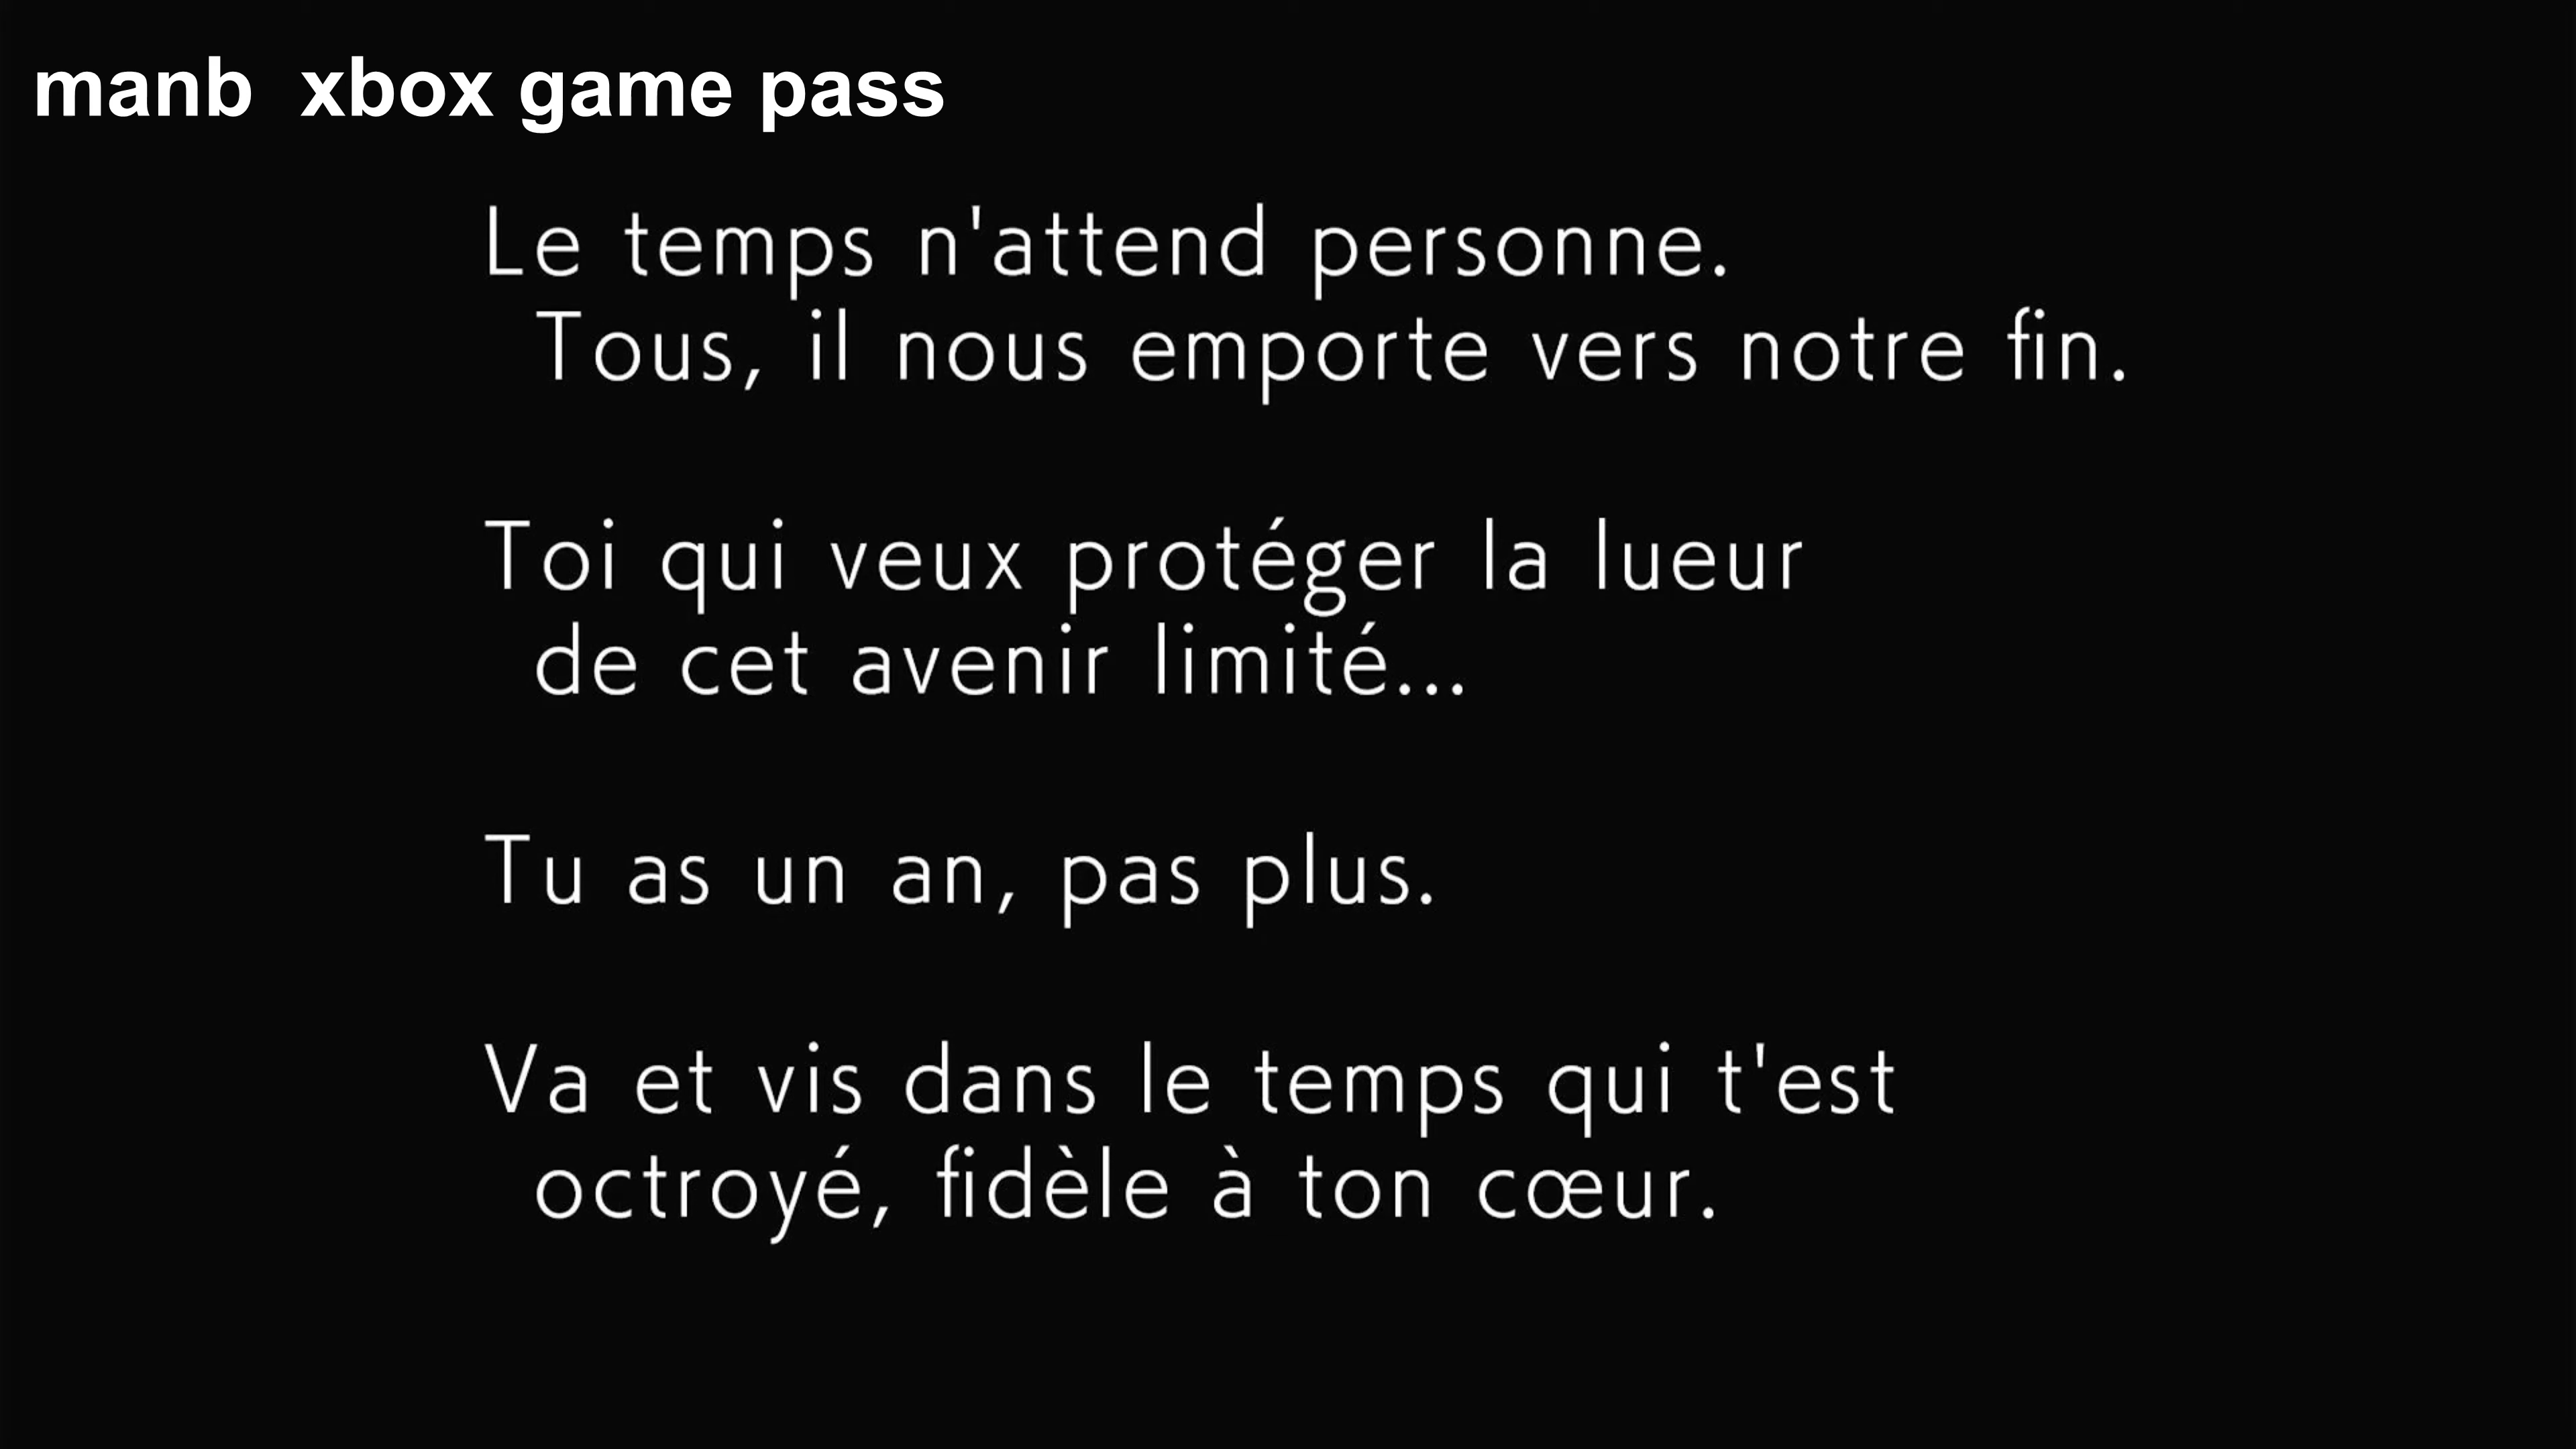 manb  xbox game pass
Le temps n'attend personne.
Tous, il nous emporte vers notre fin.
Toi qui veux protéger la lueur
de cet avenir limité...
Tu as un an, pas plus.
Va et vis dans le temps qui t'est
octroyé, fidèle à ton cœur.